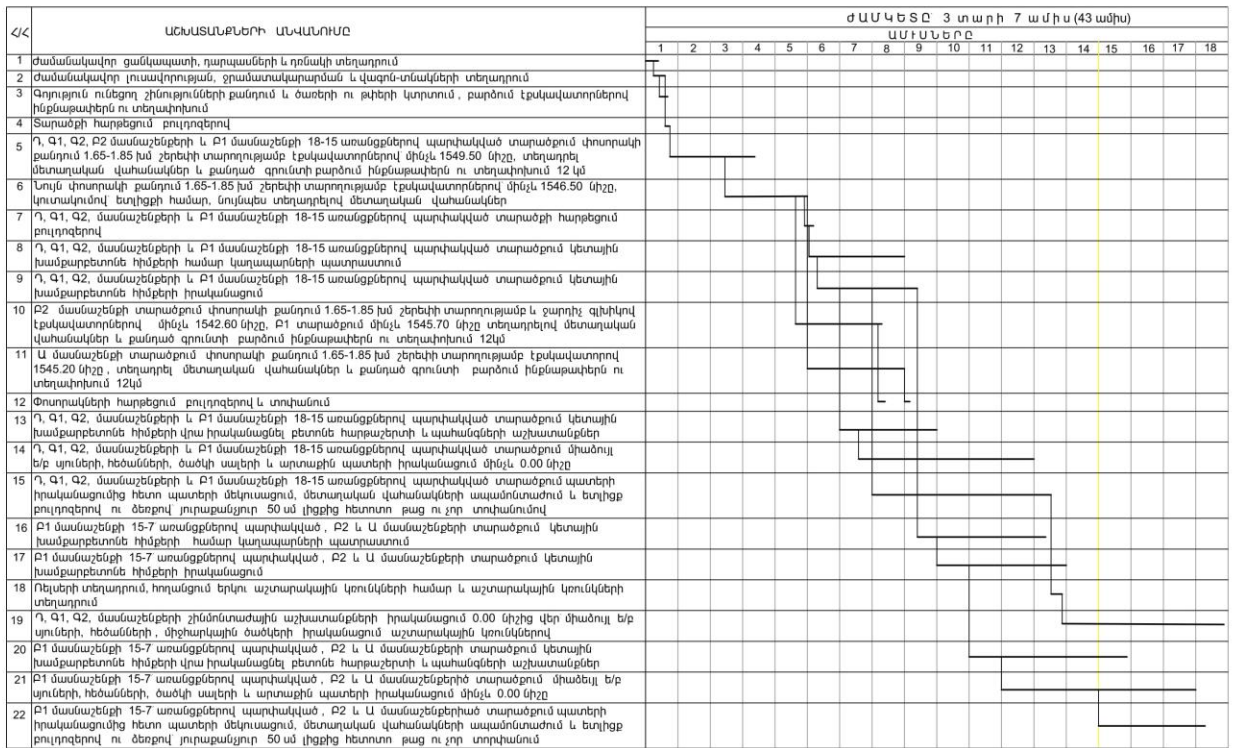 Հ/Հ
ԱՇԽԱՏԱՆՔՆԵՐԻ ԱՆՎԱՆՈՒՄԸ
ԺԱՄԿԵՏԸ 3 տարի 7 ամիս (43 ամիս)
ԱՄԻՍՆԵՐԸ
1 2 3 4 5 6 7 8 9 10 11 12 13 14 15 16 17 18
1 Ժամանակավոր ցանկապատի, դարպասների և դռնակի տեղադրում
2 Ժամանակավոր լուսավորության, ջրամատակարարման և վագոն-տնակների տեղադրում
3 Գոյություն ունեցող շինությունների քանդում և ծառերի ու թփերի կտրտում, բարձում էքսկավատորներով
ինքնաթափերն ու տեղափոխում
4 Տարածքի հարթեցում բուլդոզերով
5 Դ, Գ1, Գ2, Բ2 մասնաշենքերի և Բ1 մասնաշենքի 18-15 առանցքներով պարփակված տարածքում փոսորակի
քանդում 1.65-1.85 խմ շերեփի տարողությամբ էքսկավատորներով մինչև 1549.50 նիշը, տեղադրել
մետաղական վահանակներ և քանդած գրունտի բարձում ինքնաթափերն ու տեղափոխում 12 կմ
6 Նույն փոսորակի քանդում 1.65-1.85 խմ շերեփի տարողությամբ էքսկավատորներով մինչև 1546.50 նիշը,
կուտակումով ետլիցքի համար, նույնպես տեղադրելով մետաղական վահանակներ
7 Դ, Գ1, Գ2, մասնաշենքերի և Բ1 մասնաշենքի 18-15 առանցքներով պարփակված տարածքի հարթեցում
բուլդոզերով
8 Դ, Գ1, Գ2, մասնաշենքերի և Բ1 մասնաշենքի 18-15 առանցքներով պարփակված տարածքում կետային
խամքարբետոնե հիմքերի համար կաղապարների պատրաստում
9 Դ, Գ1, Գ2, մասնաշենքերի և Բ1 մասնաշենքի 18-15 առանցքներով պարփակված տարածքում կետային
խամքարբետոնե հիմքերի իրականացում
10 Բ2 մասնաշենքի տարածքում փոսորակի քանդում 1.65-1.85 խմ շերեփի տարողությամբ և ջարդիչ գլխիկով
էքսկավատորներով մինչև 1542.60 նիշը, Բ1 տարածքում մինչև 1545.70 նիշը տեղադրելով մետաղական
վահանակներ և քանդած գրունտի բարձում ինքնաթափերն ու տեղափոխում 12կմ
11 Ա մասնաշենքի տարածքում փոսորակի քանդում 1.65-1.85 խմ շերեփի տարողությամբ էքսկավատորով
1545.20 նիշը, տեղադրել մետաղական վահանակներ և քանդած գրունտի բարձում ինքնաթափերն ու
տեղափոխում 12կմ
12 Փոսորակների հարթեցում բուլդոզերով և տոփանում
13 Դ, Գ1, Գ2, մասնաշենքերի և Բ1 մասնաշենքի 18-15 առանցքներով պարփակված տարածքում կետային
խամքարբետոնե հիմքերի վրա իրականացնել բետոնե հարթաշերտի և պահանգների աշխատանքներ
14 Դ, Գ1, Գ2, մասնաշենքերի և Բ1 մասնաշենքի 18-15 առանցքներով պարփակված տարածքում միաձույլ
ե/բ սյուների, հեծանների, ծածկի սալերի և արտաքին պատերի իրականացում մինչև 0.00 նիշը
15 Դ, Գ1, Գ2, մասնաշենքերի և Բ1 մասնաշենքի 18-15 առանցքներով պարփակված տարածքում պատերի
իրականացումից հետո պատերի մեկուսացում, մետաղական վահանակների ապամոնտաժում և ետլիցք
բուլդոզերով ու ձեռքով յուրաքանչյուր 50 սմ լիցքից հետոտո թաց ու չոր տոփանումով
16 Բ1 մասնաշենքի 15-7 առանցքներով պարփակված, Բ2 և Ա մասնաշենքերի տարածքում կետային
խամքարբետոնե հիմքերի համար կաղապարների պատրաստում
17 Բ1 մասնաշենքի 15-7 առանցքներով պարփակված, Բ2 և Ա մասնաշենքերի տարածքում կետային
խամքարբետոնե հիմքերի իրականացում
18 Ռելսերի տեղադրում, հողանցում երկու աշտարակային կռունկների համար և աշտարակային կռունկների
տեղադրում
19 Դ, Գ1, Գ2, մասնաշենքերի շինմոնտաժային աշխատանքների իրականացում 0.00 նիշից վեր միաձույլ ե/բ
սյուների, հեծանների, միջհարկային ծածկերի իրականացում աշտարակային կռունկներով
20 Բ1 մասնաշենքի 15-7 առանցքներով պարփակված, Բ2 և Ա մասնաշենքերի տարածքում կետային
խամքարբետոնե հիմքերի վրա իրականացնել բետոնե հարթաշերտի և պահանգների աշխատանքներ
21 Բ1 մասնաշենքի 15-7 առանցքներով պարփակված, Բ2 և Ա մասնաշենքերիծ տարածքում միաձեյլ ե/բ
սյուների, հեծանների, ծածկի սալերի և արտաքին պատերի իրականացում մինչև 0.00 նիշը
22 Բ1 մասնաշենքի 15-7 առանցքներով պարփակված, Բ2 և Ա մասնաշենքերիած տարածքում պատերի
իրականացումից հետո պատերի մեկուսացում, մետաղական վահանակների ապամոնտաժում և ետլիցք
բուլդոզերով ու ձեռքով յուրաքանչյուր 50 սմ լիցքից հետոտո թաց ու չոր տորփանում